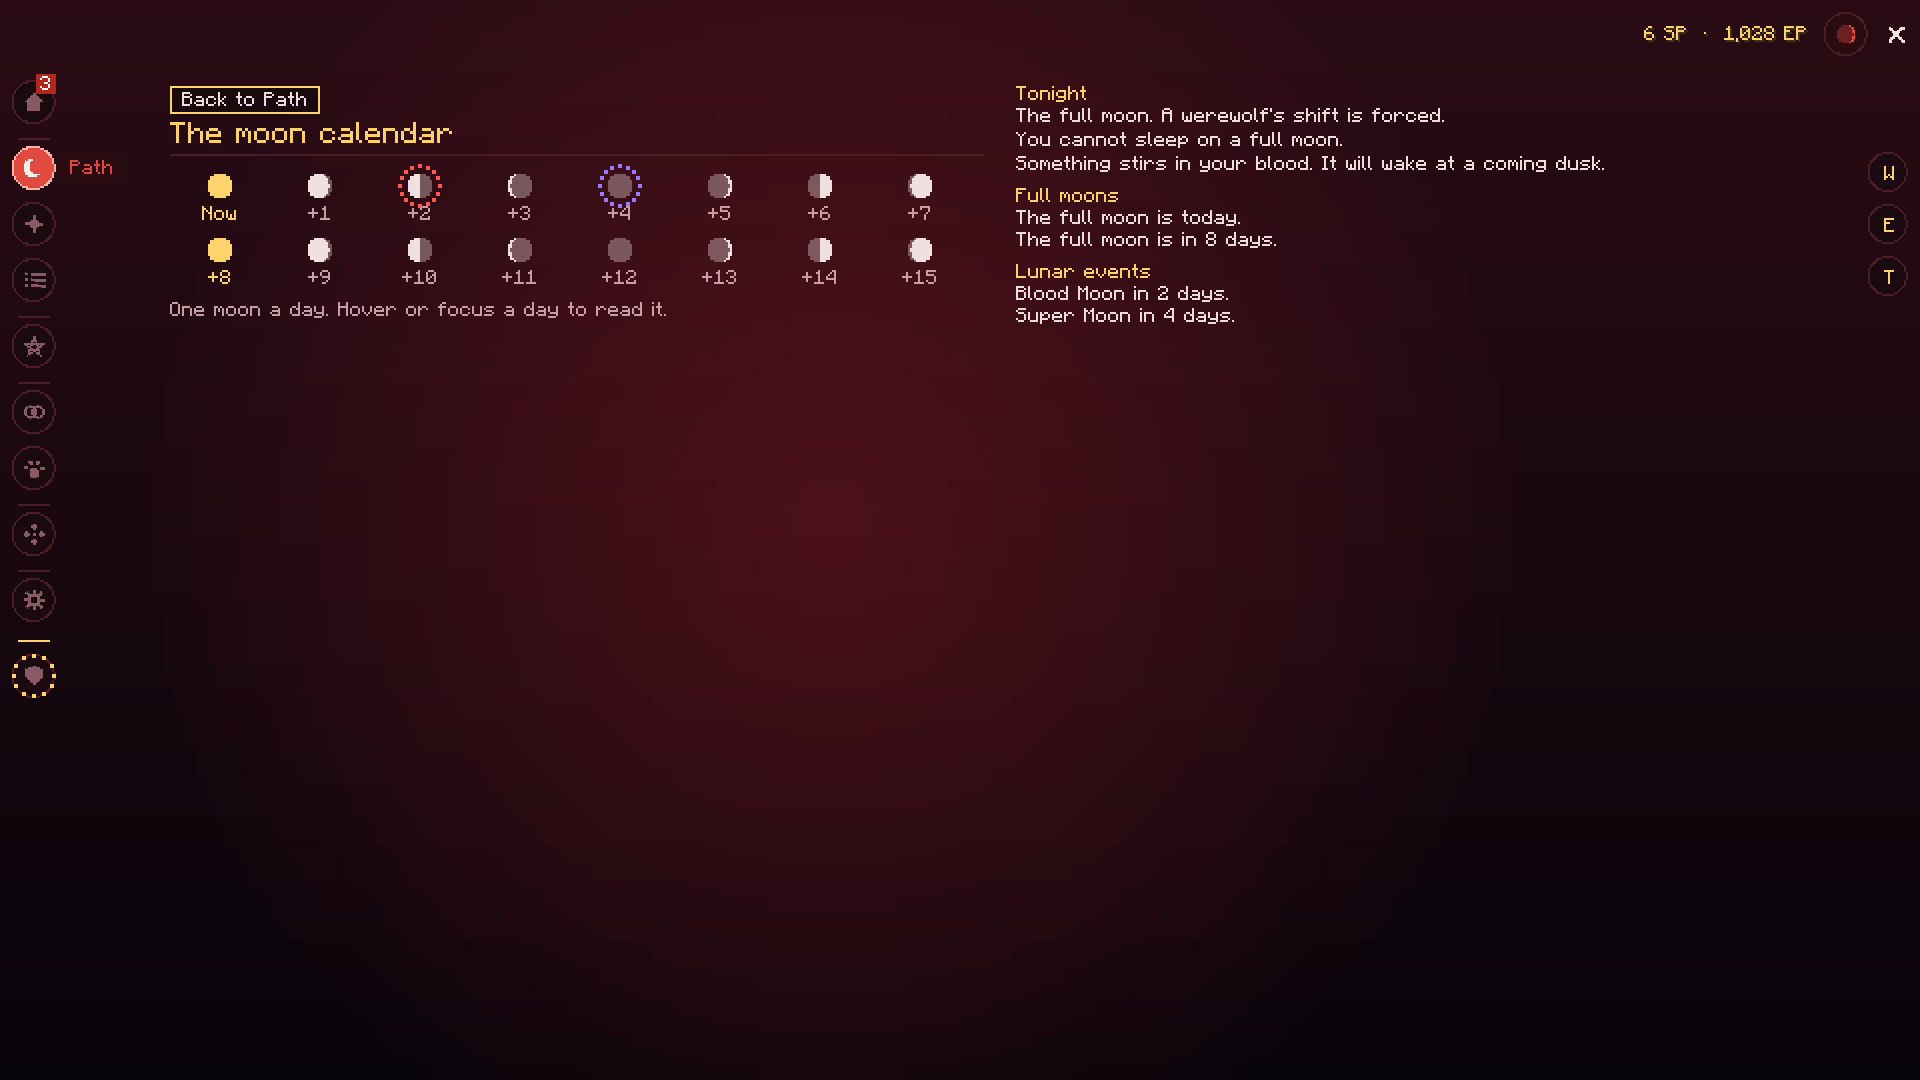 6 SP · 1,028 EP
3
Back to Path
The moon calendar
Path
Now +1 +2 +3 +4 +5 +6 +7
+8 +9 +10 +11 +12 +13 +14 +15
One moon a day. Hover or focus a day to read it.
Tonight
The full moon. A werewolf's shift is forced.
You cannot sleep on a full moon.
Something stirs in your blood. It will wake at a coming dusk.
Full moons
The full moon is today.
The full moon is in 8 days.
Lunar events
Blood Moon in 2 days.
Super Moon in 4 days.
W
E
T